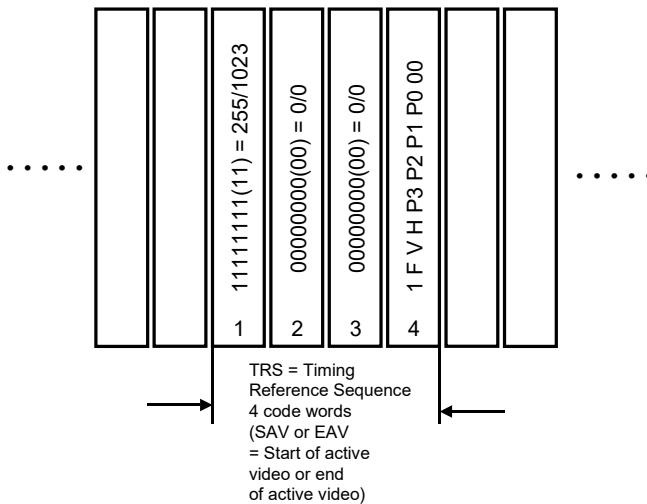 .....
11111111(11) = 255/1023
00000000(00) = 0/0
00000000(00) = 0/0
1 F V H P3 P2 P1 P0 00
.....
1
2
3
4
TRS = Timing
Reference Sequence
4 code words
(SAV or EAV
= Start of active
video or end
of active video)